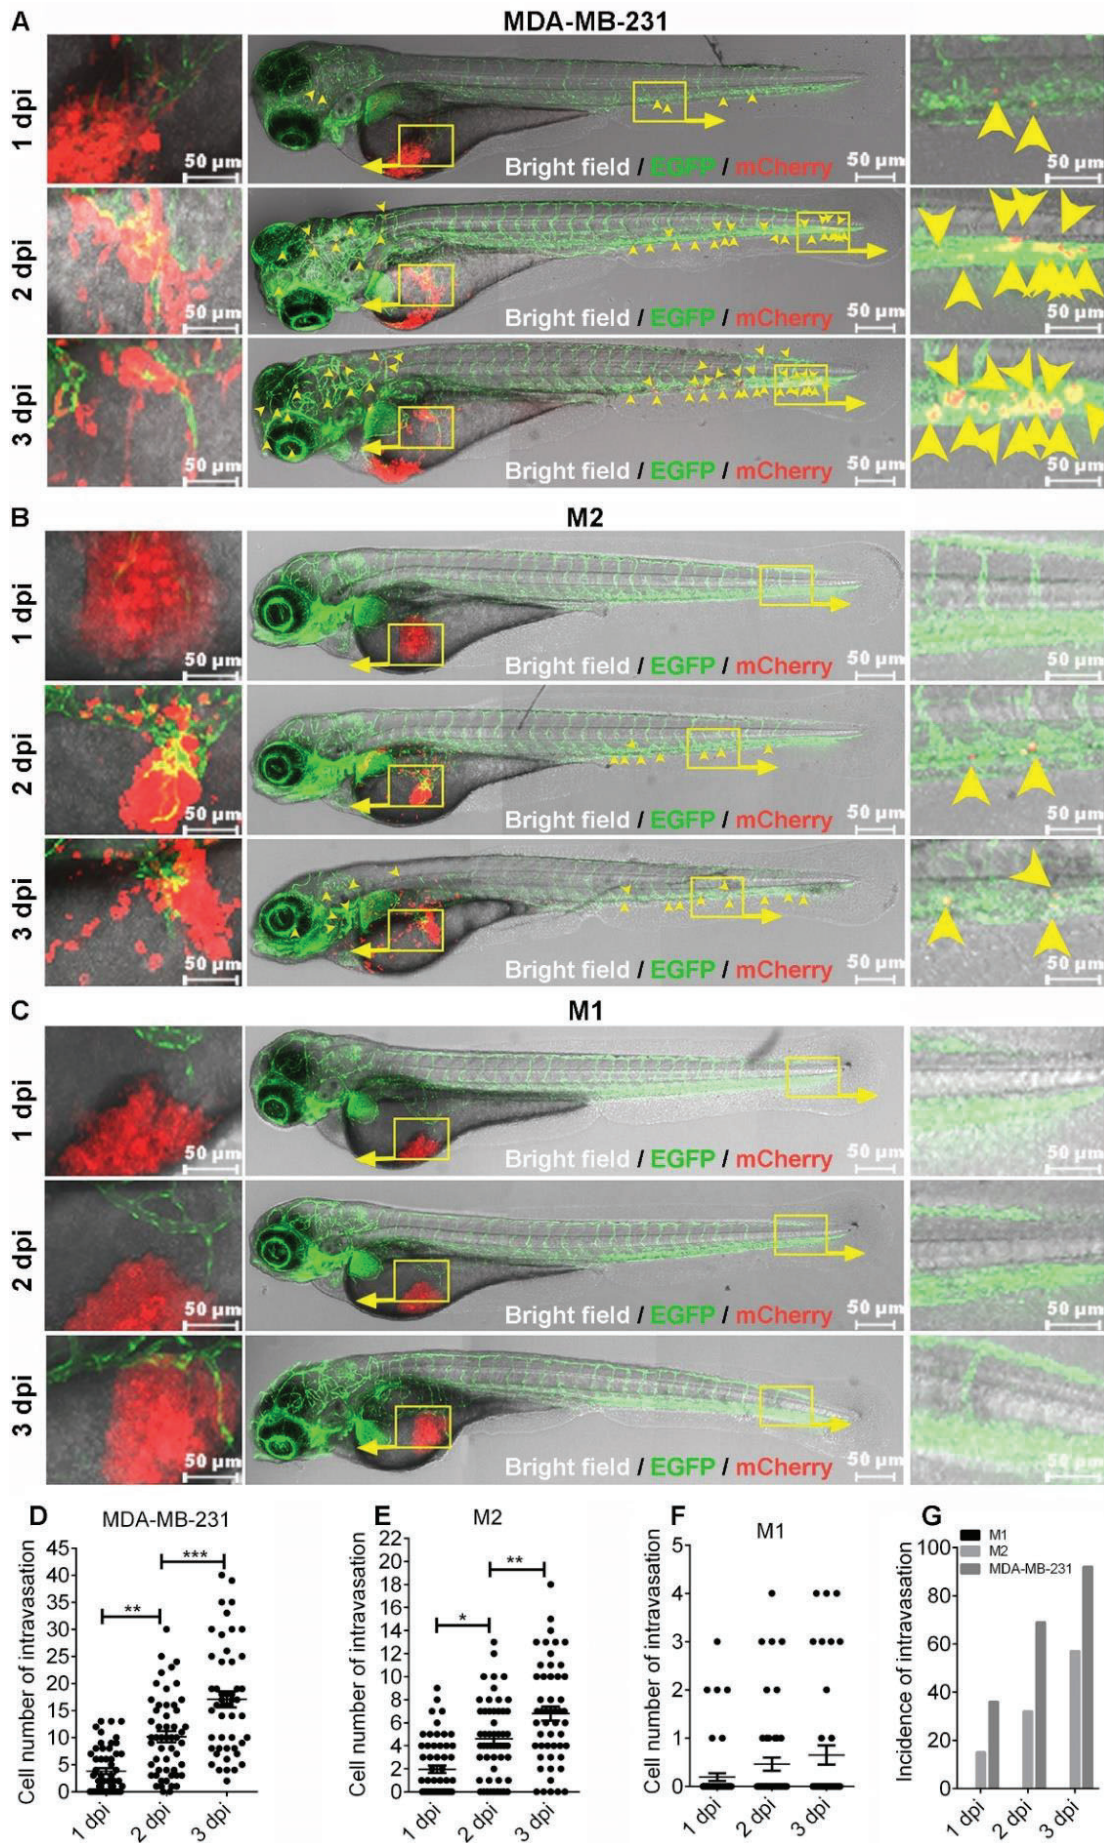 A MDA-MB-231
1 dpi
50 µm
Bright field / EGFP / mCherry
50 µm
50 µm
2 dpi
50 µm
Bright field / EGFP / mCherry
50 µm
50 µm
3 dpi
50 µm
Bright field / EGFP / mCherry
50 µm
50 µm
B M2
1 dpi
50 µm
Bright field / EGFP / mCherry
50 µm
50 µm
2 dpi
50 µm
Bright field / EGFP / mCherry
50 µm
50 µm
3 dpi
50 µm
Bright field / EGFP / mCherry
50 µm
50 µm
C M1
1 dpi
50 µm
Bright field / EGFP / mCherry
50 µm
50 µm
2 dpi
50 µm
Bright field / EGFP / mCherry
50 µm
50 µm
3 dpi
50 µm
Bright field / EGFP / mCherry
50 µm
50 µm
D MDA-MB-231
Cell number of intravasation
45
40
35
30
25
20
15
10
5
0
**
***
1 dpi
2 dpi
3 dpi
E M2
Cell number of intravasation
22
20
18
16
14
12
10
8
6
4
2
0
*
**
1 dpi
2 dpi
3 dpi
F M1
Cell number of intravasation
5
4
3
2
1
0
1 dpi
2 dpi
3 dpi
G
M1
M2
MDA-MB-231
Incidence of intravasation
100
80
60
40
20
0
1 dpi
2 dpi
3 dpi